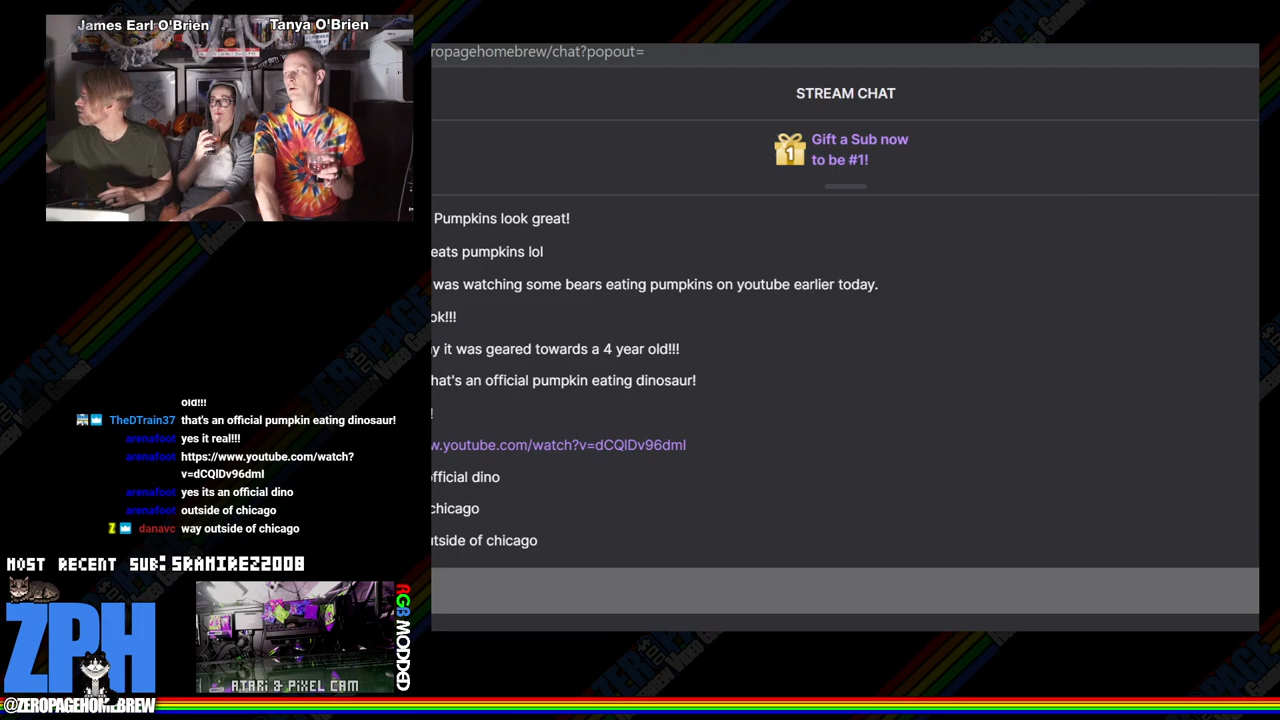 James Earl O'Brien
Tanya O'Brien
ropagehomebrew/chat?popout=
STREAM CHAT
1
Gift a Sub now
to be #1!
Pumpkins look great!
eats pumpkins lol
was watching some bears eating pumpkins on youtube earlier today.
ok!!!
y it was geared towards a 4 year old!!!
hat's an official pumpkin eating dinosaur!
!
w.youtube.com/watch?v=dCQlDv96dmI
official dino
chicago
utside of chicago
old!!!
TheDTrain37 that's an official pumpkin eating dinosaur!
arenafoot yes it real!!!
arenafoot https://www.youtube.com/watch?
v=dCQlDv96dmI
arenafoot yes its an official dino
arenafoot outside of chicago
Z danavc way outside of chicago
MOST RECENT SUB: SRAMIREZ2008
ZPH
@ZEROPAGEHOMEBREW
ATARI & PIXEL CAM
RGB MODDED